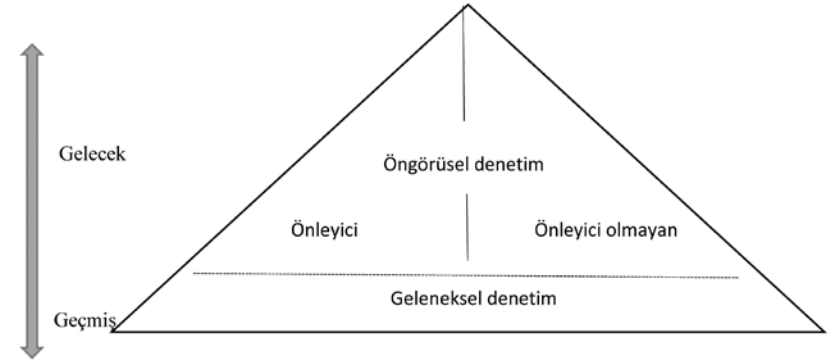 Gelecek
Öngörüsel denetim
Önleyici
Önleyici olmayan
Geleneksel denetim
Geçmiş